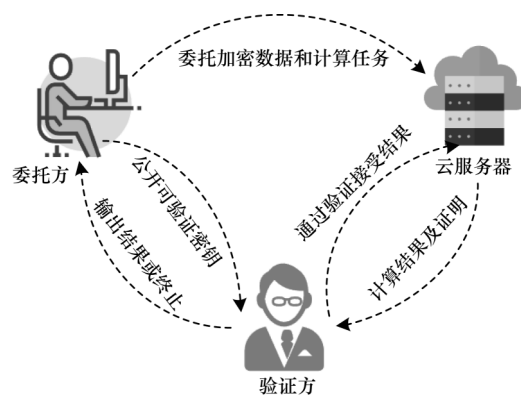 委托加密数据和计算任务
委托方
云服务器
公开可验证密钥
通过验证接受结果
输出结果或终止
计算结果及证明
验证方